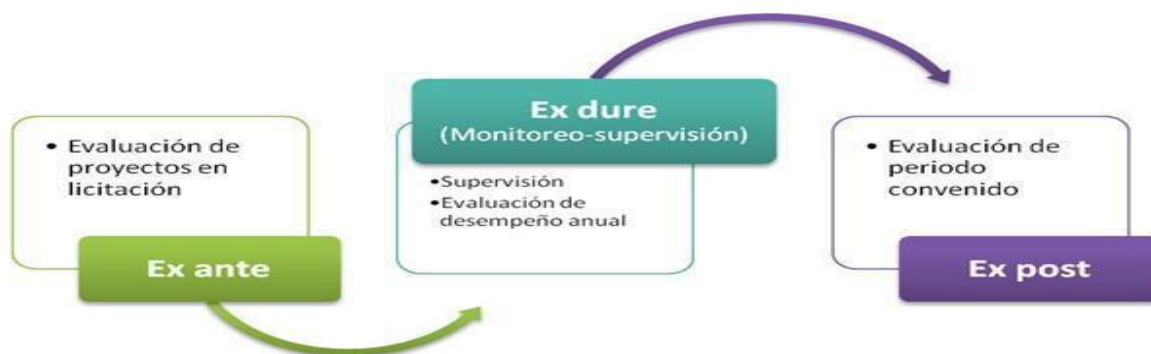 • Evaluación de
proyectos en
licitación
Ex ante
Ex dure
(Monitoreo-supervisión)
•Supervisión
•Evaluación de
desempeño anual
• Evaluación de
periodo
convenido
Ex post